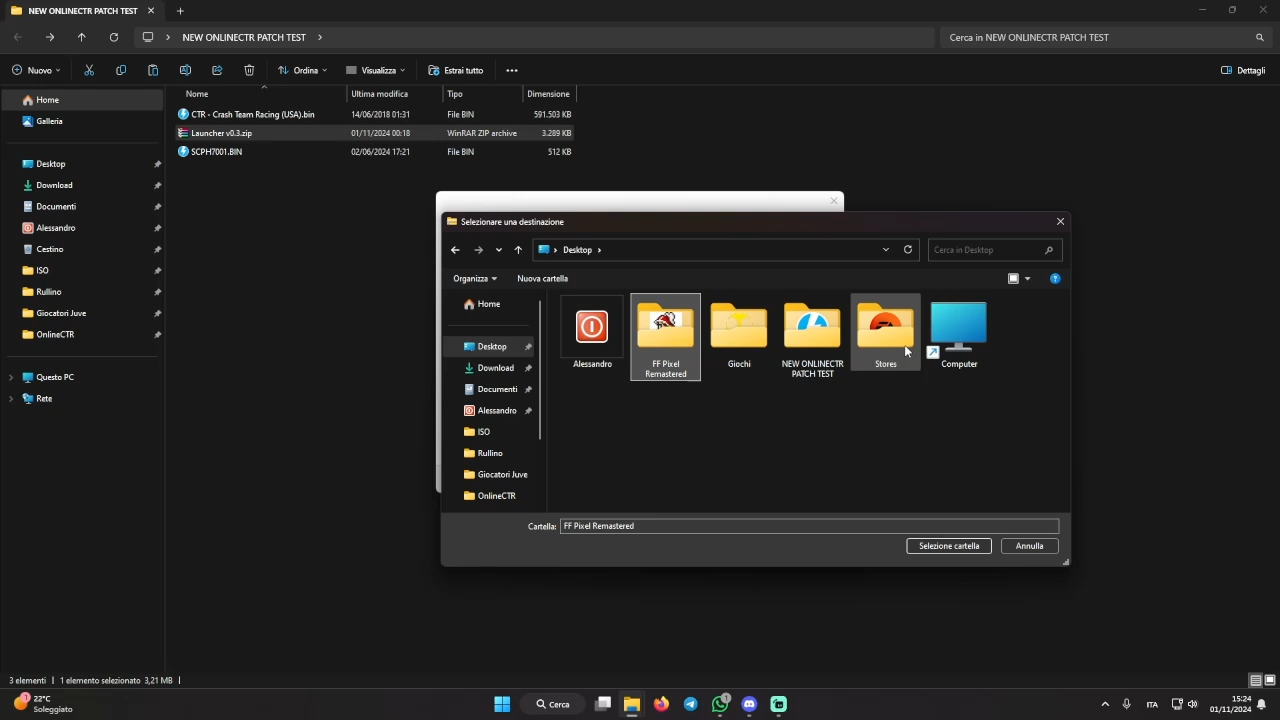 NEW ONLINECTR PATCH TEST
NEW ONLINECTR PATCH TEST
Cerca in NEW ONLINECTR PATCH TEST
Nuovo
Ordina
Visualizza
Estrai tutto
Dettagli
Nome
Ultima modifica
Tipo
Dimensione
CTR - Crash Team Racing (USA).bin
14/06/2018 01:31
File BIN
591.503 KB
Launcher v0.3.zip
01/11/2024 00:18
WinRAR ZIP archive
3.289 KB
SCPH7001.BIN
02/06/2024 17:21
File BIN
512 KB
Home
Galleria
Desktop
Download
Documenti
Alessandro
Cestino
ISO
Rullino
Giocatori Juve
OnlineCTR
Questo PC
Rete
Selezionare una destinazione
Desktop
Cerca in Desktop
Organizza
Nuova cartella
Home
Desktop
Download
Documenti
Alessandro
ISO
Rullino
Giocatori Juve
OnlineCTR
Alessandro
FF Pixel
Remastered
Giochi
NEW ONLINECTR
PATCH TEST
Stores
Computer
Cartella:
FF Pixel Remastered
Selezione cartella
Annulla
3 elementi
1 elemento selezionato 3,21 MB
1
22°C
Soleggiato
Cerca
1
ITA
15:24
01/11/2024